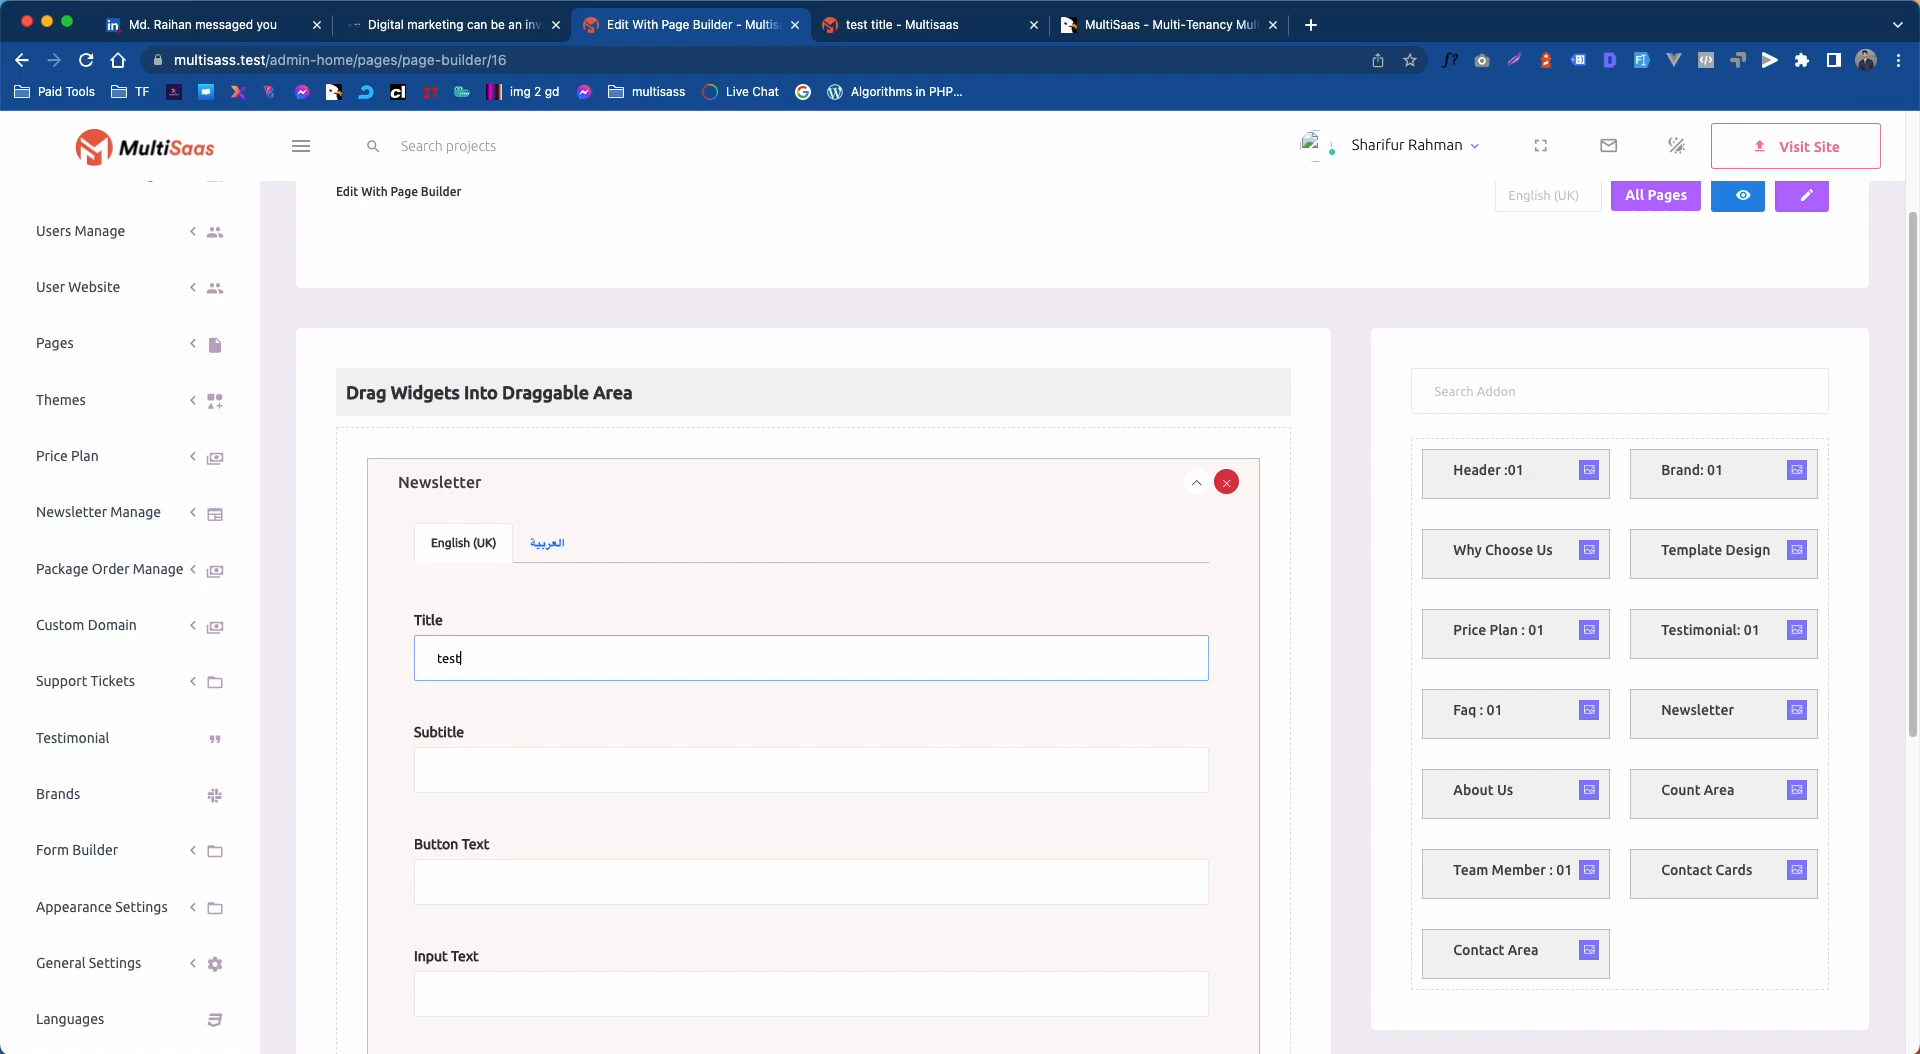 Md. Raihan messaged you
Digital marketing can be an inv
Edit With Page Builder - Multisa
test title - Multisaas
MultiSaas - Multi-Tenancy Mul
multisass.test/admin-home/pages/page-builder/16
Paid Tools
TF
img 2 gd
multisass
Live Chat
Algorithms in PHP...
MultiSaas
Search projects
Sharifur Rahman
Visit Site
Edit With Page Builder
English (UK)
All Pages
Users Manage
User Website
Pages
Themes
Price Plan
Newsletter Manage
Package Order Manage
Custom Domain
Support Tickets
Testimonial
Brands
Form Builder
Appearance Settings
General Settings
Languages
Drag Widgets Into Draggable Area
Newsletter
English (UK)
العربية
Title
test
Subtitle
Button Text
Input Text
Search Addon
Header :01
Brand: 01
Why Choose Us
Template Design
Price Plan : 01
Testimonial: 01
Faq : 01
Newsletter
About Us
Count Area
Team Member : 01
Contact Cards
Contact Area